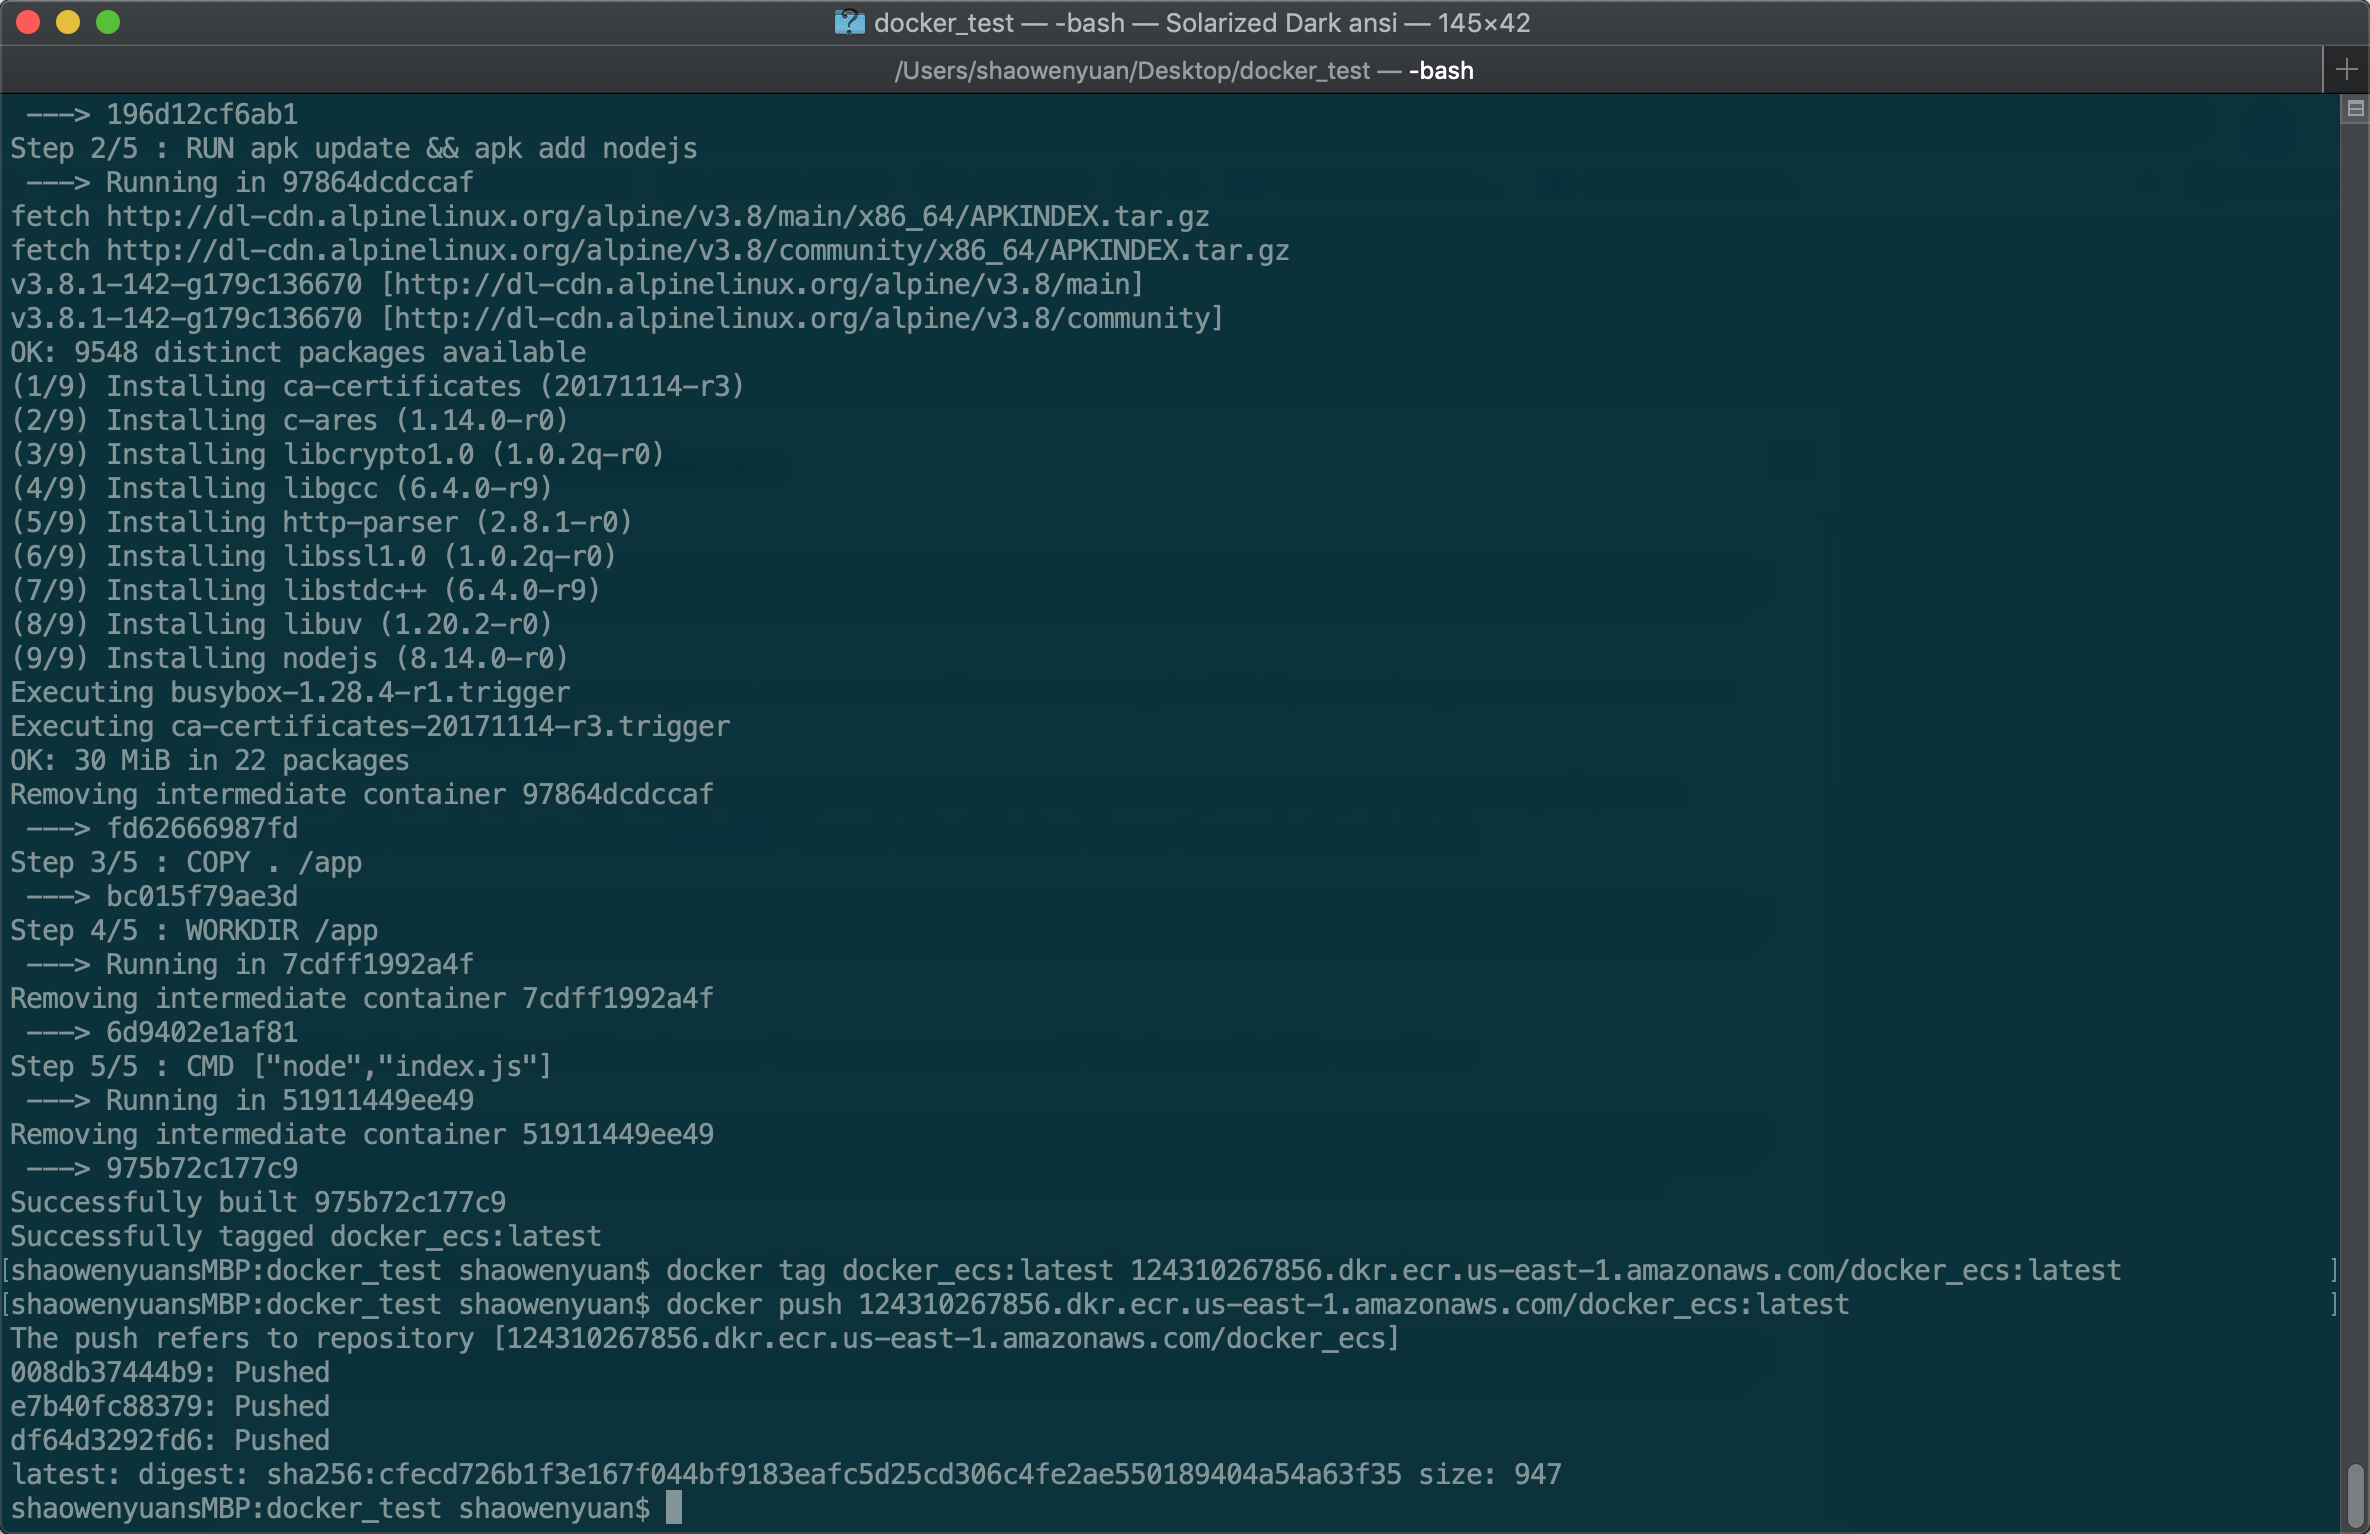 docker_test — -bash — Solarized Dark ansi — 145×42
/Users/shaowenyuan/Desktop/docker_test — -bash
 ---> 196d12cf6ab1
Step 2/5 : RUN apk update && apk add nodejs
 ---> Running in 97864dcdccaf
fetch http://dl-cdn.alpinelinux.org/alpine/v3.8/main/x86_64/APKINDEX.tar.gz
fetch http://dl-cdn.alpinelinux.org/alpine/v3.8/community/x86_64/APKINDEX.tar.gz
v3.8.1-142-g179c136670 [http://dl-cdn.alpinelinux.org/alpine/v3.8/main]
v3.8.1-142-g179c136670 [http://dl-cdn.alpinelinux.org/alpine/v3.8/community]
OK: 9548 distinct packages available
(1/9) Installing ca-certificates (20171114-r3)
(2/9) Installing c-ares (1.14.0-r0)
(3/9) Installing libcrypto1.0 (1.0.2q-r0)
(4/9) Installing libgcc (6.4.0-r9)
(5/9) Installing http-parser (2.8.1-r0)
(6/9) Installing libssl1.0 (1.0.2q-r0)
(7/9) Installing libstdc++ (6.4.0-r9)
(8/9) Installing libuv (1.20.2-r0)
(9/9) Installing nodejs (8.14.0-r0)
Executing busybox-1.28.4-r1.trigger
Executing ca-certificates-20171114-r3.trigger
OK: 30 MiB in 22 packages
Removing intermediate container 97864dcdccaf
 ---> fd62666987fd
Step 3/5 : COPY . /app
 ---> bc015f79ae3d
Step 4/5 : WORKDIR /app
 ---> Running in 7cdff1992a4f
Removing intermediate container 7cdff1992a4f
 ---> 6d9402e1af81
Step 5/5 : CMD ["node","index.js"]
 ---> Running in 51911449ee49
Removing intermediate container 51911449ee49
 ---> 975b72c177c9
Successfully built 975b72c177c9
Successfully tagged docker_ecs:latest
[shaowenyuansMBP:docker_test shaowenyuan$ docker tag docker_ecs:latest 124310267856.dkr.ecr.us-east-1.amazonaws.com/docker_ecs:latest ]
[shaowenyuansMBP:docker_test shaowenyuan$ docker push 124310267856.dkr.ecr.us-east-1.amazonaws.com/docker_ecs:latest ]
The push refers to repository [124310267856.dkr.ecr.us-east-1.amazonaws.com/docker_ecs]
008db37444b9: Pushed
e7b40fc88379: Pushed
df64d3292fd6: Pushed
latest: digest: sha256:cfecd726b1f3e167f044bf9183eafc5d25cd306c4fe2ae550189404a54a63f35 size: 947
shaowenyuansMBP:docker_test shaowenyuan$